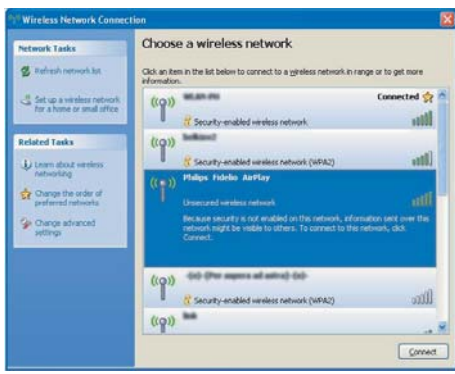 Wireless Network Connection
Network Tasks
Refresh network list
Set up a wireless network
for a home or small office
Related Tasks
Learn about wireless
networking
Change the order of
preferred networks
Change advanced
settings
Choose a wireless network
Click an item in the list below to connect to a wireless network in range or to get more
information.
Connected
Security-enabled wireless network
Security-enabled wireless network (WPA2)
Philips Fidelio AirPlay
Unsecured wireless network
Because security is not enabled on this network, information sent over this
network might be visible to others. To connect to this network, click
Connect.
Security-enabled wireless network (WPA2)
Connect